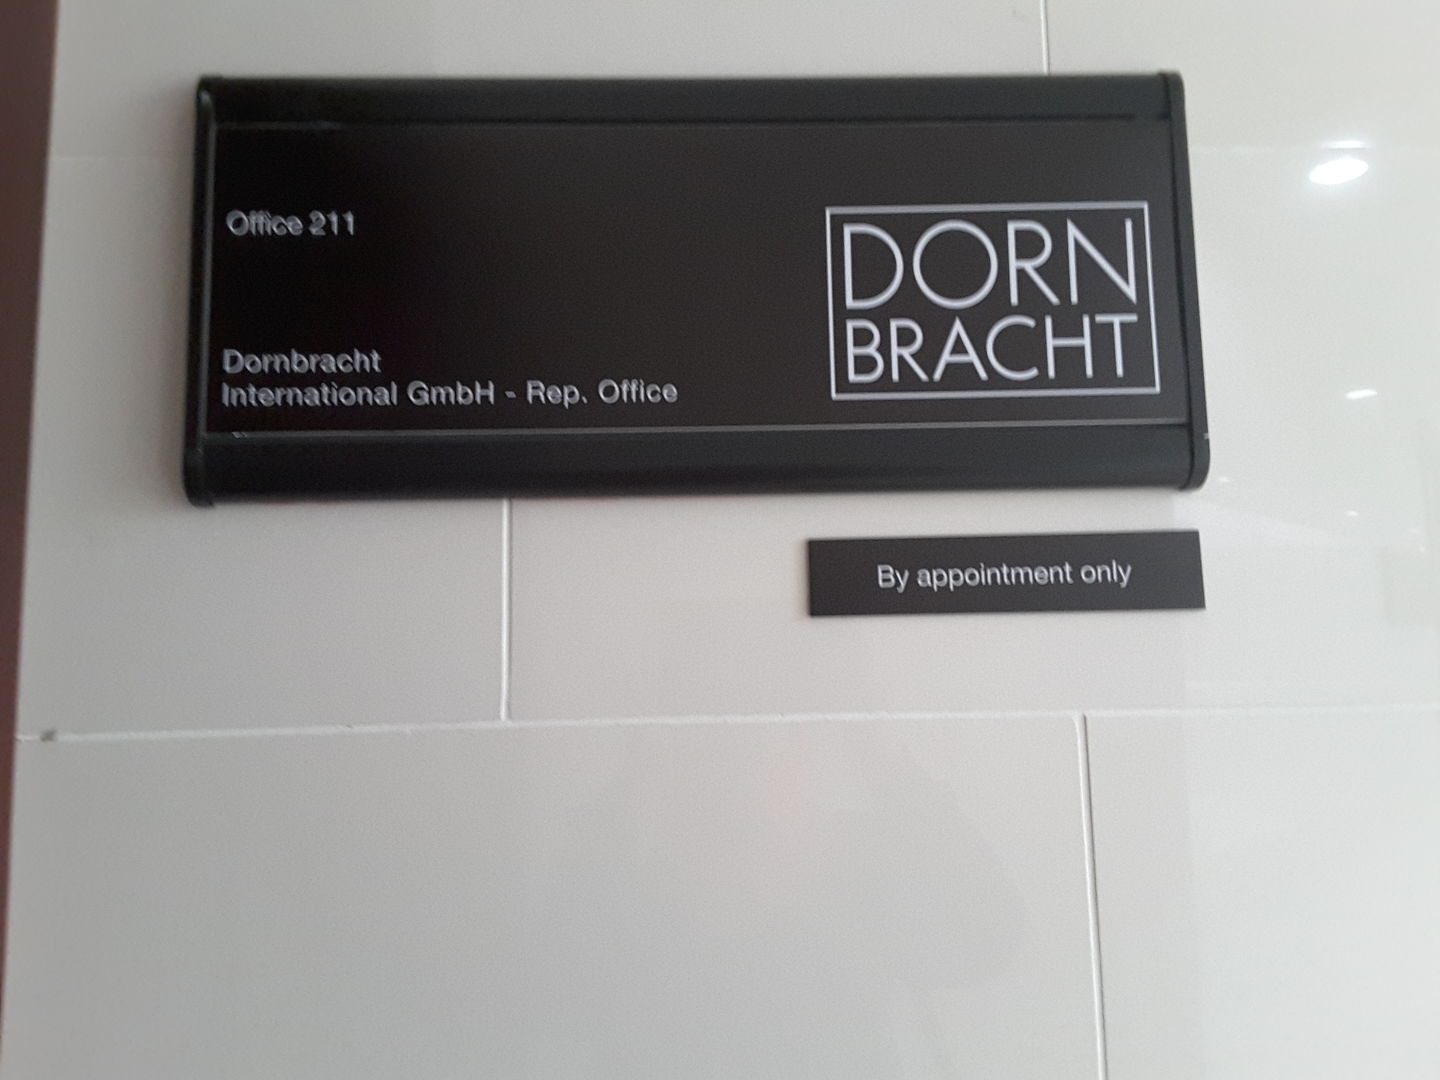 Office 211
DORN
BRACHT
Dornbracht
International GmbH - Rep. Office
By appointment only